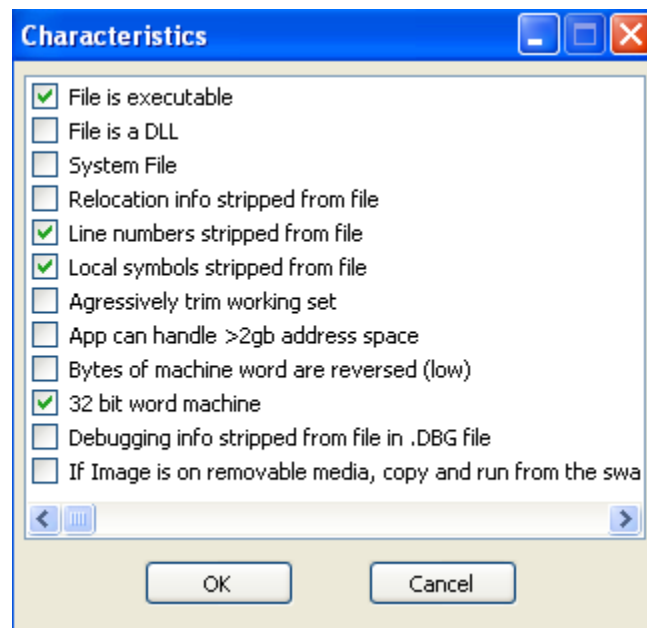 Characteristics
File is executable
File is a DLL
System File
Relocation info stripped from file
Line numbers stripped from file
Local symbols stripped from file
Agressively trim working set
App can handle >2gb address space
Bytes of machine word are reversed (low)
32 bit word machine
Debugging info stripped from file in .DBG file
If Image is on removable media, copy and run from the swa
OK
Cancel